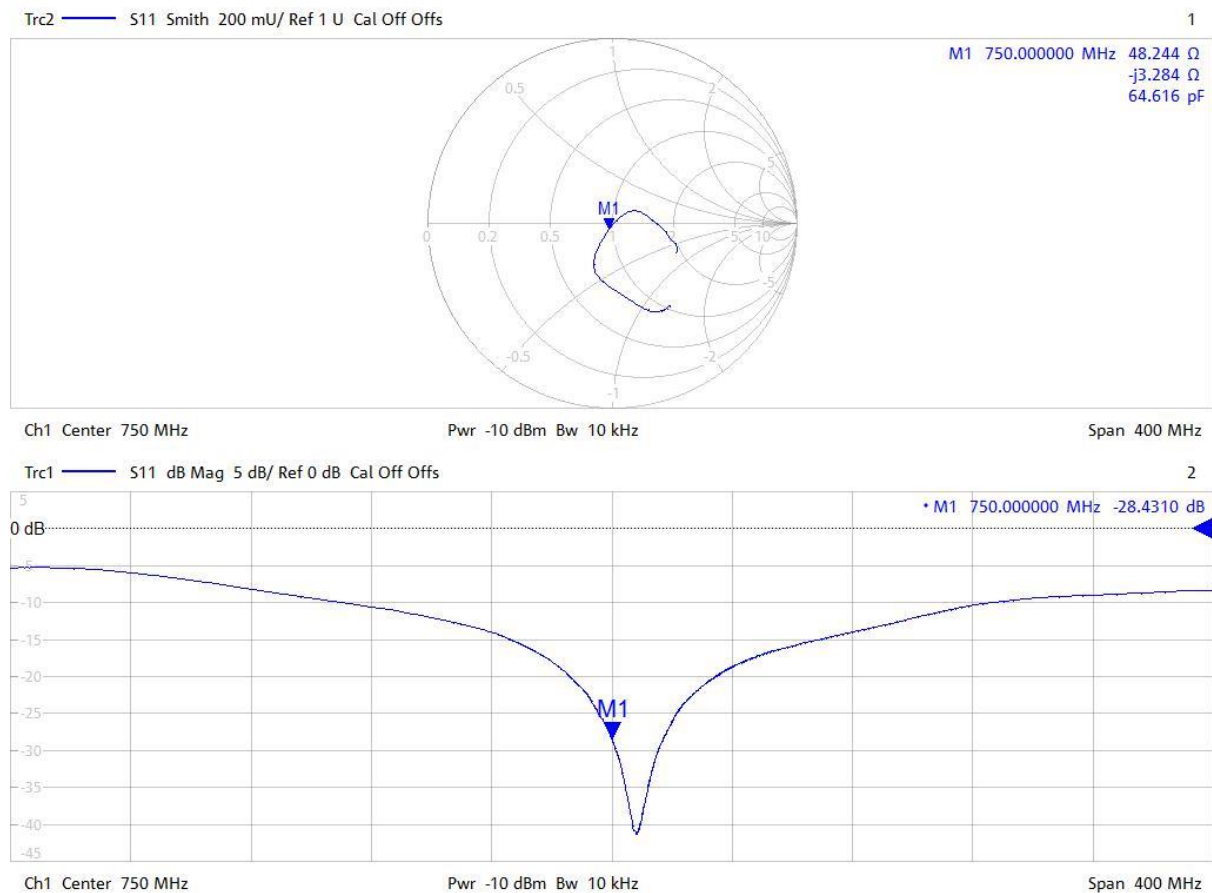 Trc2 S11 Smith 200 mU/ Ref 1 U Cal Off Offs 1
M1 750.000000 MHz 48.244 Ω
-j3.284 Ω
64.616 pF
1
0.5 2
5
M1
0 0.2 0.5 1 2 5 10
-5
-0.5 -2
-1
Ch1 Center 750 MHz Pwr -10 dBm Bw 10 kHz Span 400 MHz
Trc1 S11 dB Mag 5 dB/ Ref 0 dB Cal Off Offs 2
5
• M1 750.000000 MHz -28.4310 dB
0 dB
-5
-10
-15
-20
-25
M1
-30
-35
-40
-45
Ch1 Center 750 MHz Pwr -10 dBm Bw 10 kHz Span 400 MHz